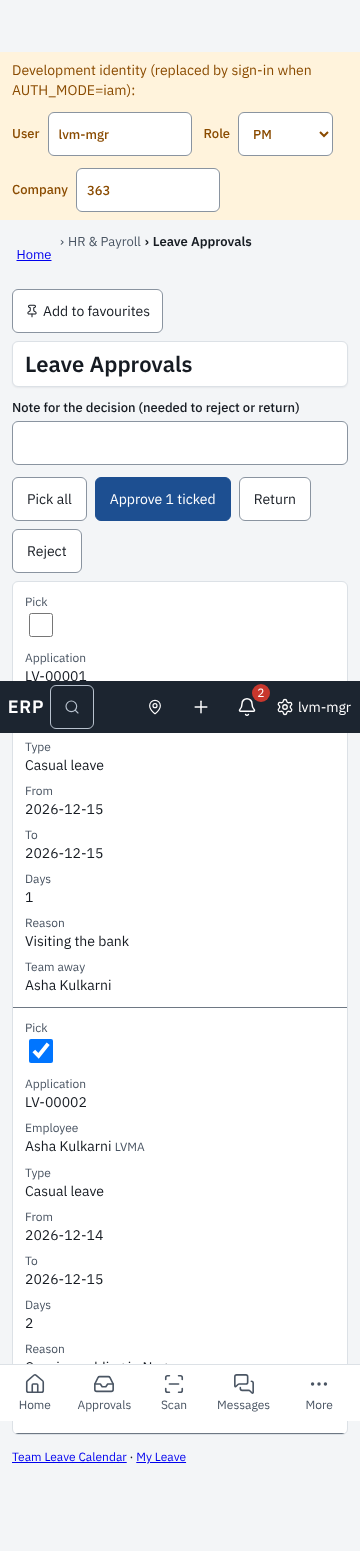 Development identity (replaced by sign-in when
AUTH_MODE=iam):
User lvm-mgr Role PM
Company 363
Home › HR & Payroll › Leave Approvals
Add to favourites
Leave Approvals
Note for the decision (needed to reject or return)
Pick all Approve 1 ticked Return
Reject
Pick
Application
LV-00001
ERP 2 lvm-mgr
Type
Casual leave
From
2026-12-15
To
2026-12-15
Days
1
Reason
Visiting the bank
Team away
Asha Kulkarni
Pick
Application
LV-00002
Employee
Asha Kulkarni LVMA
Type
Casual leave
From
2026-12-14
To
2026-12-15
Days
2
Reason
Home Approvals Scan Messages More
Team Leave Calendar · My Leave